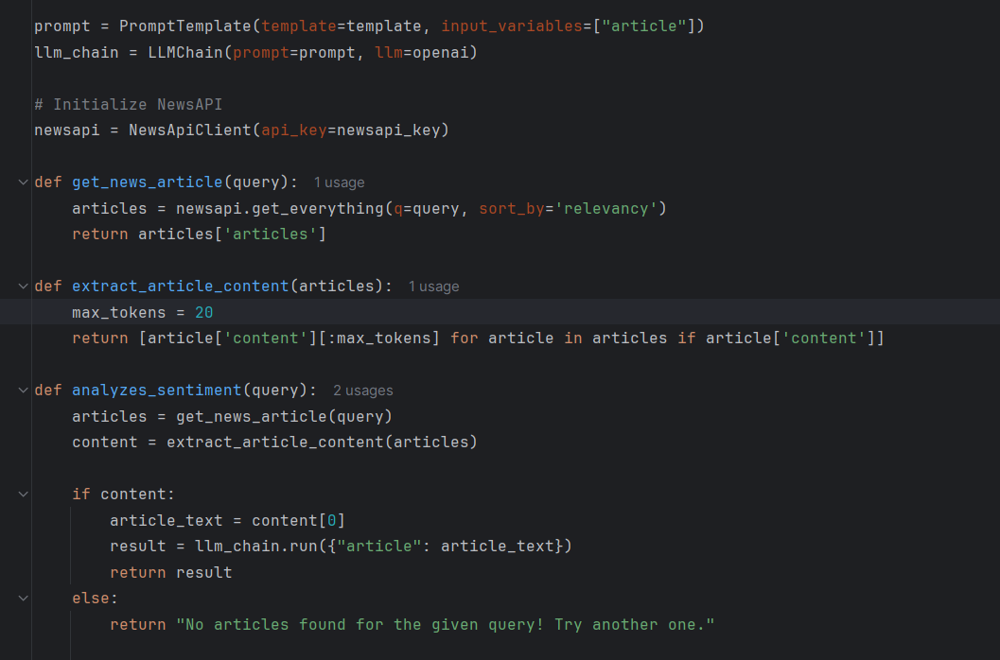 prompt = PromptTemplate(template=template, input_variables=["article"])
llm_chain = LLMChain(prompt=prompt, llm=openai)
# Initialize NewsAPI
newsapi = NewsApiClient(api_key=newsapi_key)
def get_news_article(query): 1 usage
articles = newsapi.get_everything(q=query, sort_by='relevancy')
return articles['articles']
def extract_article_content(articles): 1 usage
max_tokens = 20
return [article['content'][:max_tokens] for article in articles if article['content']]
def analyzes_sentiment(query): 2 usages
articles = get_news_article(query)
content = extract_article_content(articles)
if content:
article_text = content[0]
result = llm_chain.run({"article": article_text})
return result
else:
return "No articles found for the given query! Try another one."